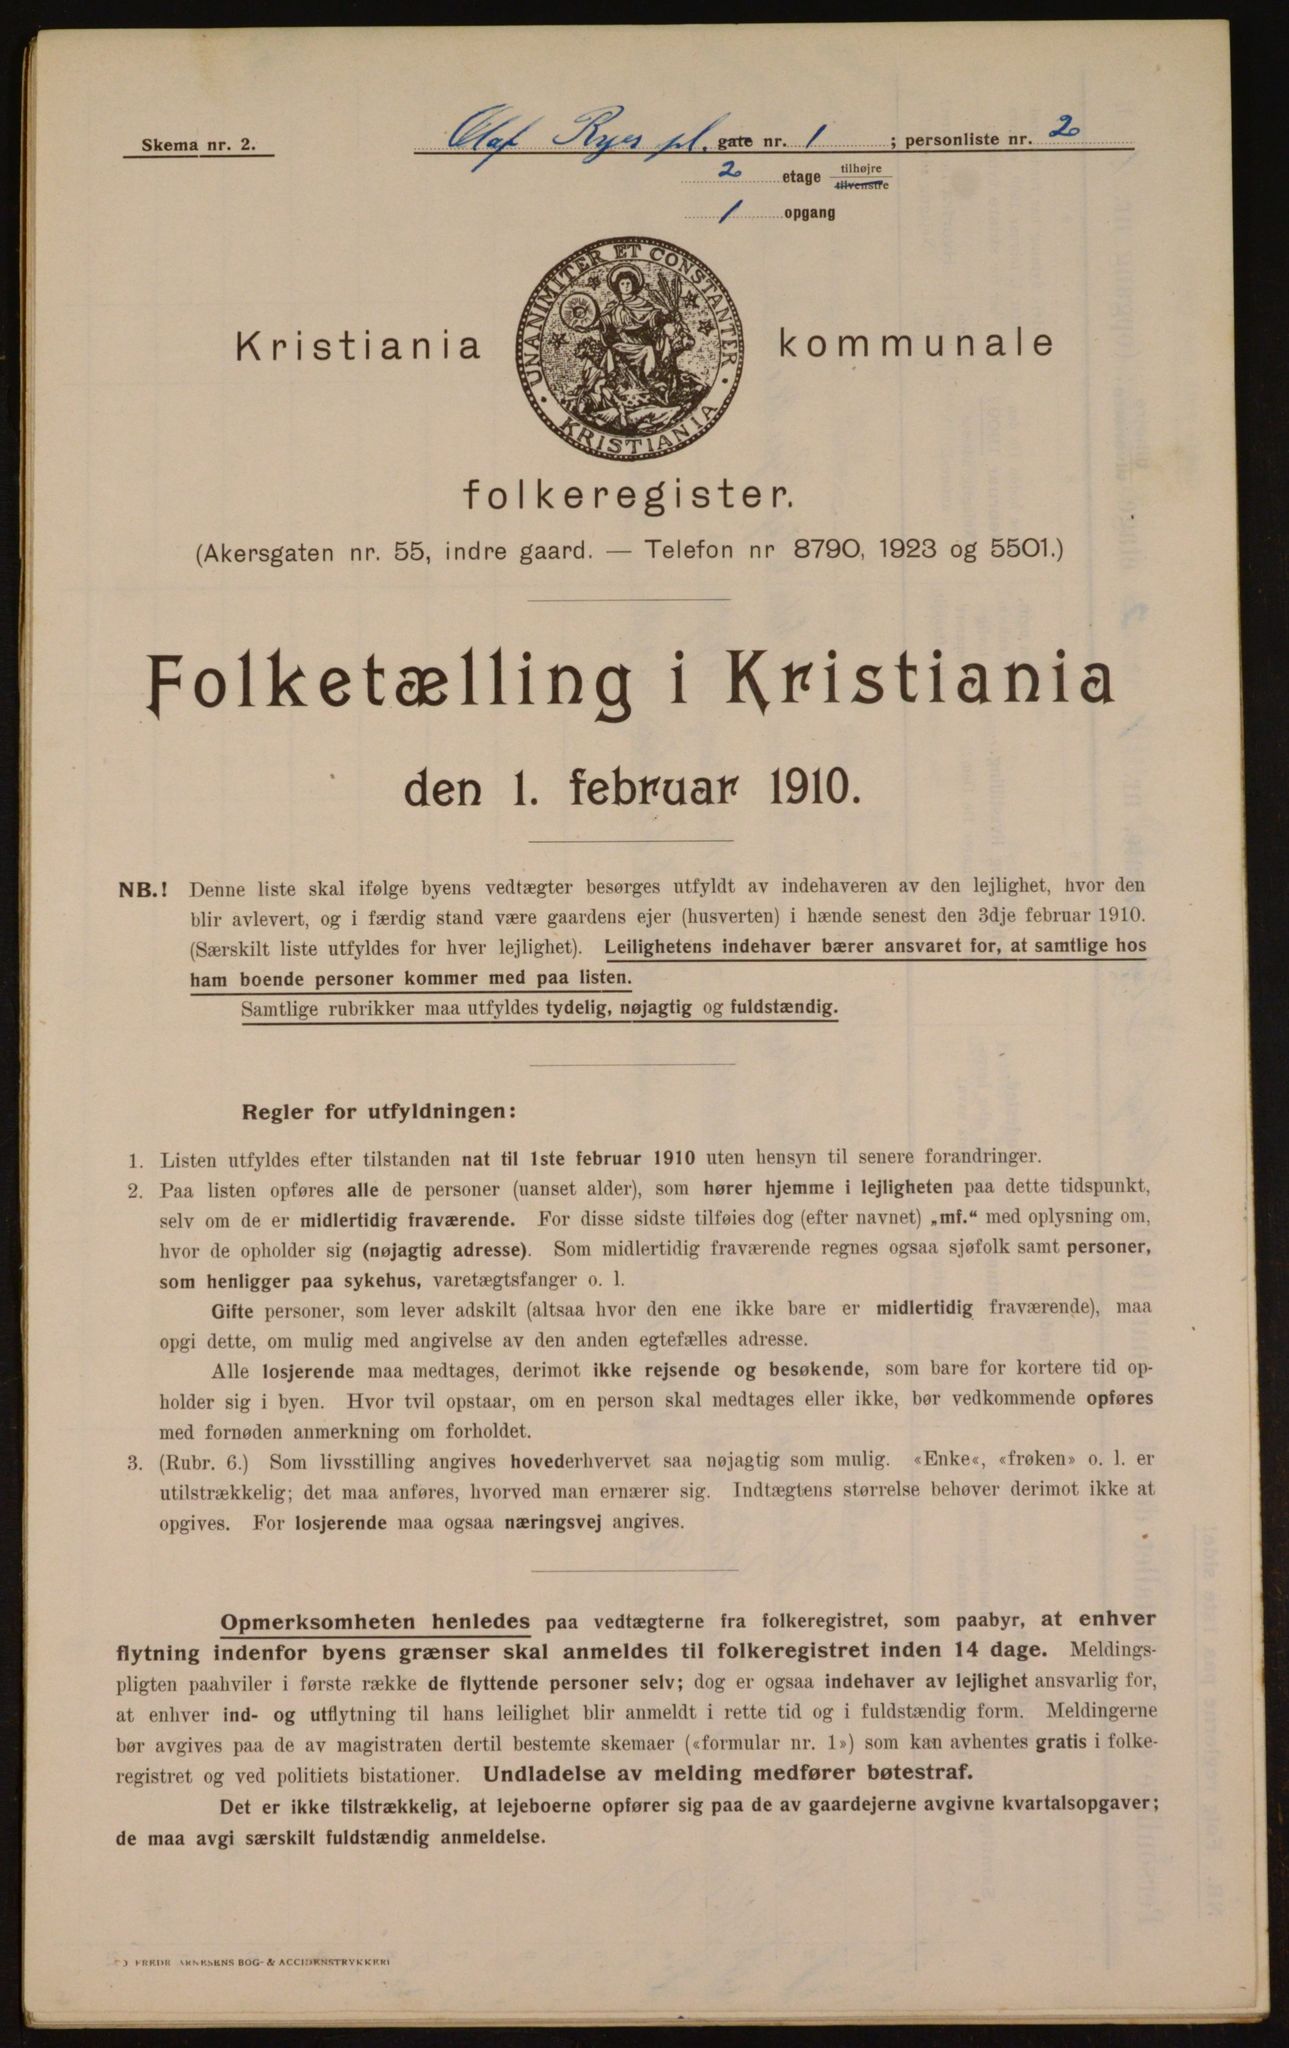 Skema nr. 2.
Olaf Ryes pl. gate nr. 1 ; personliste nr. 2
2 etage tilhøjre
tilvenstre
1 opgang
UNANIMITER ET CONSTANTER
KRISTIANIA
Kristiania kommunale
folkeregister.
(Akersgaten nr. 55, indre gaard. — Telefon nr 8790, 1923 og 5501.)
Folketælling i Kristiania
den 1. februar 1910.
NB.! Denne liste skal ifølge byens vedtægter besørges utfyldt av indehaveren av den lejlighet, hvor den
blir avlevert, og i færdig stand være gaardens ejer (husverten) i hænde senest den 3dje februar 1910.
(Særskilt liste utfyldes for hver lejlighet). Leilighetens indehaver bærer ansvaret for, at samtlige hos
ham boende personer kommer med paa listen.
Samtlige rubrikker maa utfyldes tydelig, nøjagtig og fuldstændig.
Regler for utfyldningen:
1. Listen utfyldes efter tilstanden nat til 1ste februar 1910 uten hensyn til senere forandringer.
2. Paa listen opføres alle de personer (uanset alder), som hører hjemme i lejligheten paa dette tidspunkt,
selv om de er midlertidig fraværende. For disse sidste tilføies dog (efter navnet) „mf.“ med oplysning om,
hvor de opholder sig (nøjagtig adresse). Som midlertidig fraværende regnes ogsaa sjøfolk samt personer,
som henligger paa sykehus, varetægtsfanger o. l.
Gifte personer, som lever adskilt (altsaa hvor den ene ikke bare er midlertidig fraværende), maa
opgi dette, om mulig med angivelse av den anden egtefælles adresse.
Alle losjerende maa medtages, derimot ikke rejsende og besøkende, som bare for kortere tid op-
holder sig i byen. Hvor tvil opstaar, om en person skal medtages eller ikke, bør vedkommende opføres
med fornøden anmerkning om forholdet.
3. (Rubr. 6.) Som livsstilling angives hovederhvervet saa nøjagtig som mulig. «Enke«, «frøken» o. l. er
utilstrækkelig; det maa anføres, hvorved man ernærer sig. Indtægtens størrelse behøver derimot ikke at
opgives. For losjerende maa ogsaa næringsvej angives.
Opmerksomheten henledes paa vedtægterne fra folkeregistret, som paabyr, at enhver
flytning indenfor byens grænser skal anmeldes til folkeregistret inden 14 dage. Meldings-
pligten paahviler i første række de flyttende personer selv; dog er ogsaa indehaver av lejlighet ansvarlig for,
at enhver ind- og utflytning til hans leilighet blir anmeldt i rette tid og i fuldstændig form. Meldingerne
bør avgives paa de av magistraten dertil bestemte skemaer («formular nr. 1») som kan avhentes gratis i folke-
registret og ved politiets bistationer. Undladelse av melding medfører bøtestraf.
Det er ikke tilstrækkelig, at lejeboerne opfører sig paa de av gaardejerne avgivne kvartalsopgaver;
de maa avgi særskilt fuldstændig anmeldelse.
FREDR ARNESENS BOG- & ACCIDENSTRYKKERI